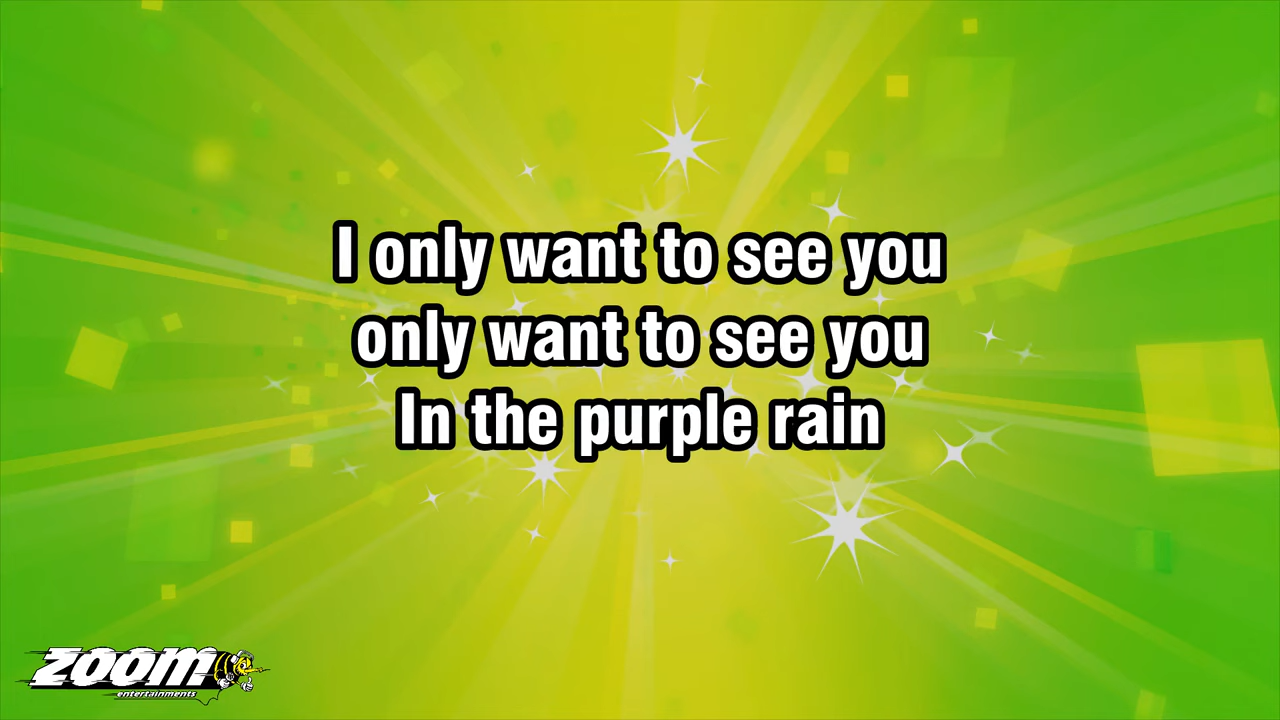 I only want to see you
only want to see you
In the purple rain
ZOOM
entertainments